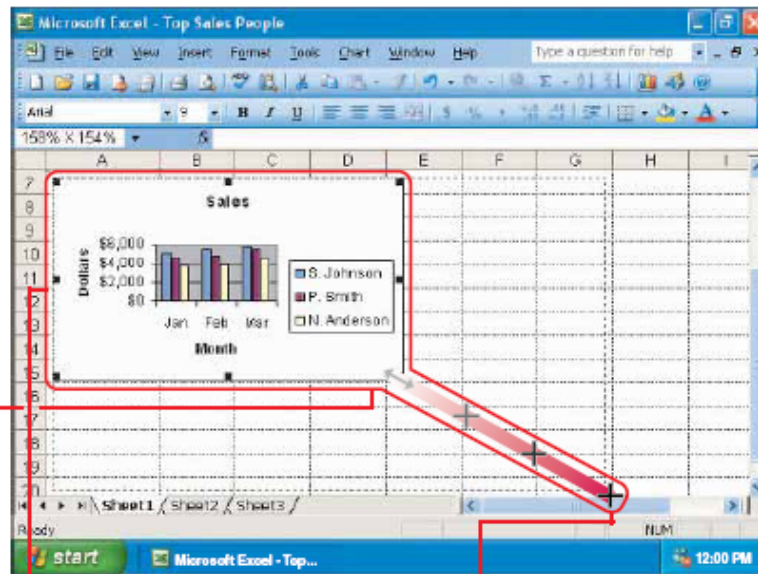 Microsoft Excel - Top Sales People
File Edit View Insert Format Tools Chart Window Help Type a question for help
Arial 9 B I U $ % ,
158% X 154% fx
A B C D E F G H I
7
8
9
10
11
12
13
14
15
16
17
18
19
20
Sales
Dollars
$6,000
$4,000
$2,000
$0
Jan Feb Mar
Month
S. Johnson
P. Smith
N. Anderson
Sheet1 / Sheet2 / Sheet3 /
Ready NUM
start Microsoft Excel - Top... 12:00 PM